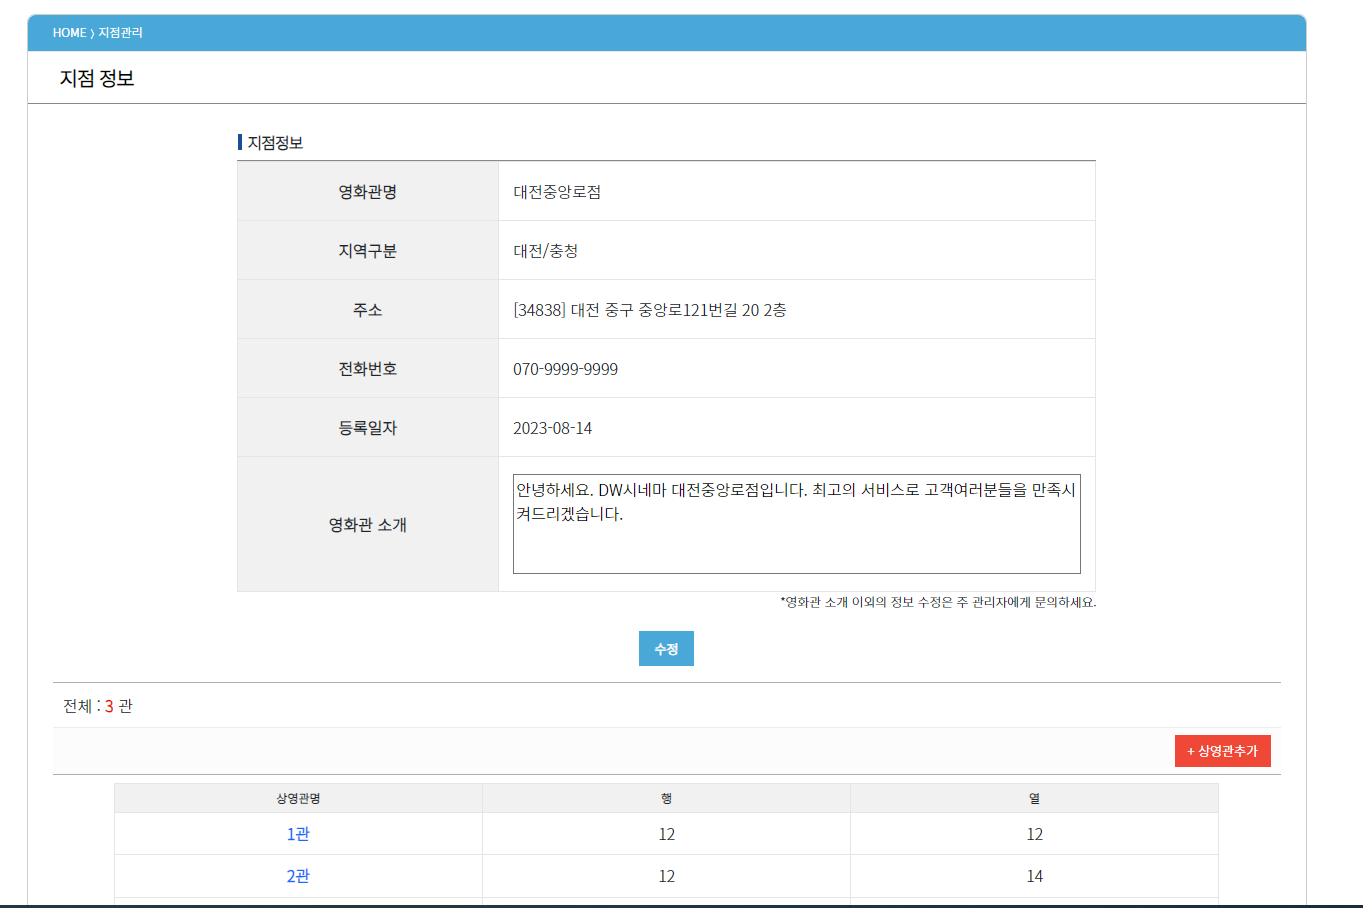 HOME 〉 지점관리
지점 정보
지점정보
영화관명 대전중앙로점
지역구분 대전/충청
주소 [34838] 대전 중구 중앙로121번길 20 2층
전화번호 070-9999-9999
등록일자 2023-08-14
영화관 소개
안녕하세요. DW시네마 대전중앙로점입니다. 최고의 서비스로 고객여러분들을 만족시
켜드리겠습니다.
*영화관 소개 이외의 정보 수정은 주 관리자에게 문의하세요.
수정
전체 : 3 관
+ 상영관추가
상영관명 행 열
1관 12 12
2관 12 14